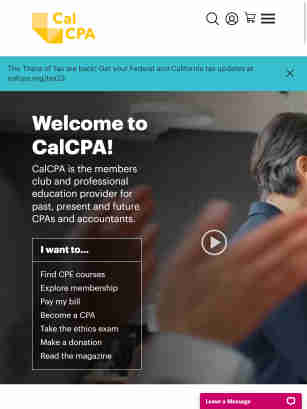 Cal
CPA
The Titans of Tax are back! Get your Federal and California tax updates at
calcpa.org/tax23.
Welcome to
CalCPA!
CalCPA is the members
club and professional
education provider for
past, present and future
CPAs and accountants.
I want to...
Find CPE courses
Explore membership
Pay my bill
Become a CPA
Take the ethics exam
Make a donation
Read the magazine
Leave a Message